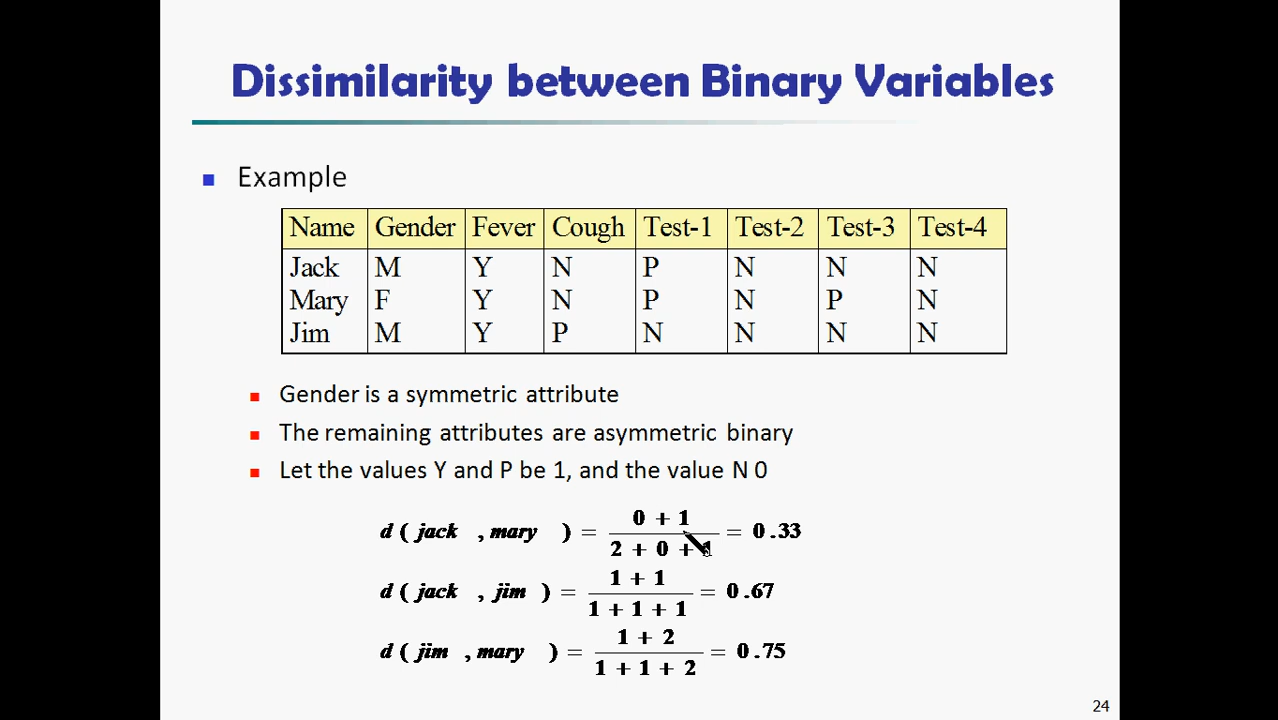 Dissimilarity between Binary Variables
Example
Name Gender Fever Cough Test-1 Test-2 Test-3 Test-4
Jack M Y N P N N N
Mary F Y N P N P N
Jim M Y P N N N N
Gender is a symmetric attribute
The remaining attributes are asymmetric binary
Let the values Y and P be 1, and the value N 0
d ( jack , mary ) = 0 + 1 / 2 + 0 + 1 = 0.33
d ( jack , jim ) = 1 + 1 / 1 + 1 + 1 = 0.67
d ( jim , mary ) = 1 + 2 / 1 + 1 + 2 = 0.75
24